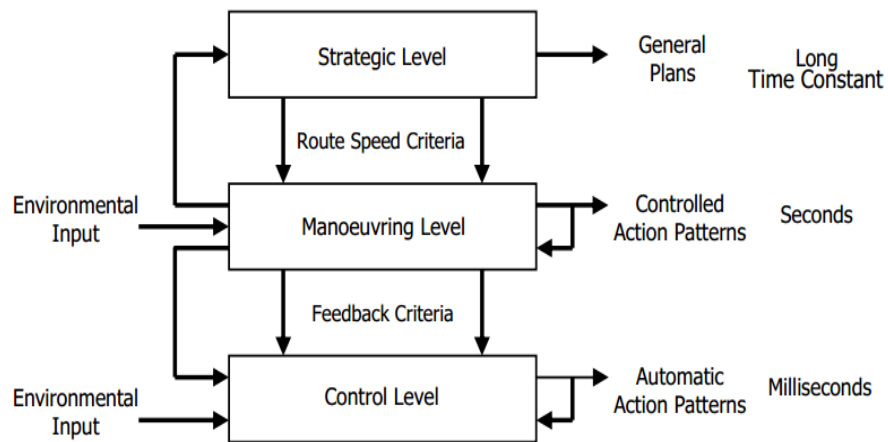 Strategic Level
General
Plans
Long
Time Constant
Route Speed Criteria
Environmental
Input
Manoeuvring Level
Controlled
Action Patterns
Seconds
Feedback Criteria
Environmental
Input
Control Level
Automatic
Action Patterns
Milliseconds